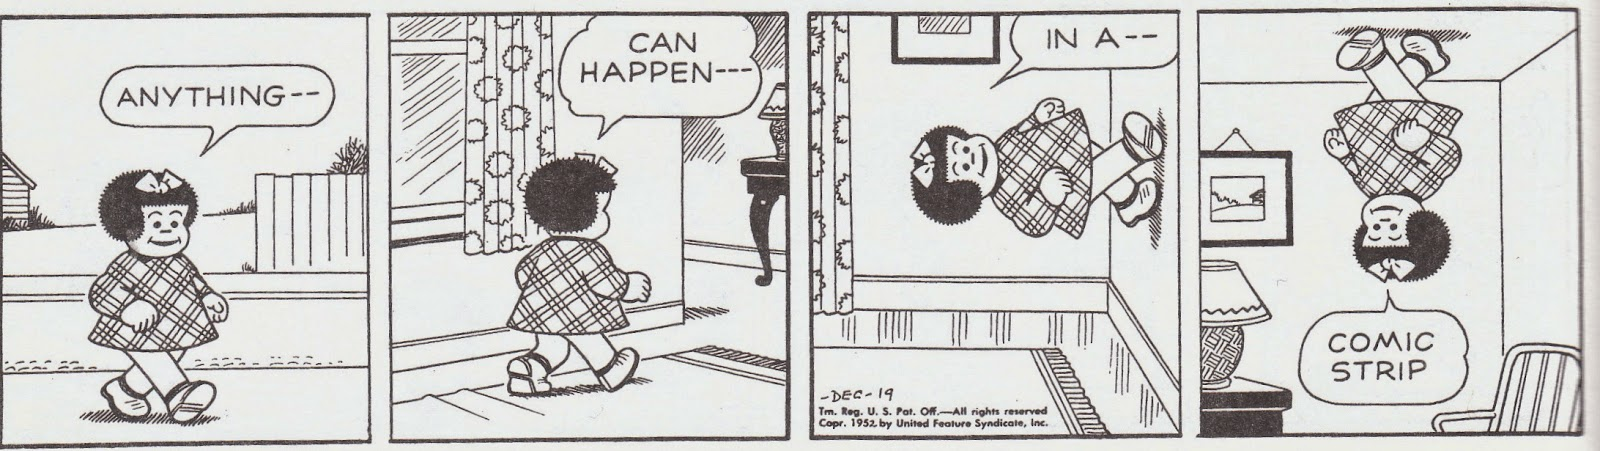 ANYTHING--
CAN
HAPPEN---
IN A--
-DEC-19
Tm. Reg. U. S. Pat. Off.—All rights reserved
Copr. 1952 by United Feature Syndicate, Inc.
COMIC
STRIP